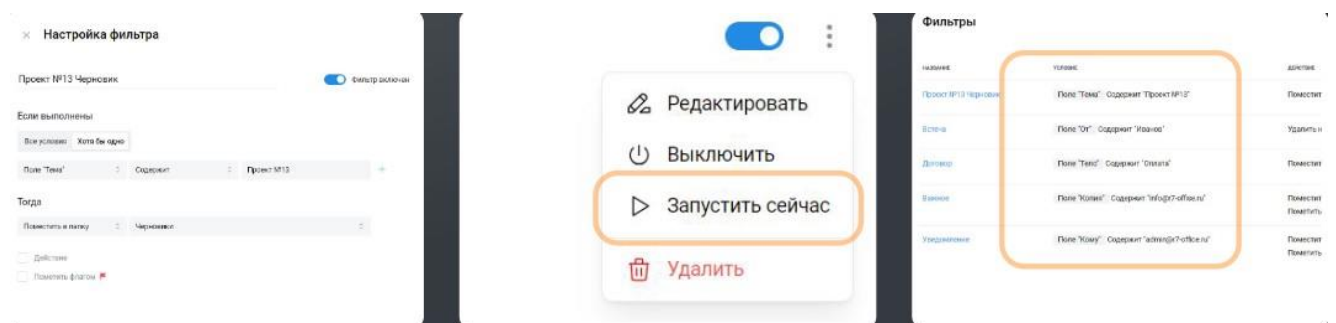 × Настройка фильтра
Проект №13 Черновик
Фильтр включен
Если выполнены
Все условия Хотя бы одно
Поле "Тема" Содержит Проект №13 +
Тогда
Поместить в папку Черновики
Действие
Пометить флагом
Редактировать
Выключить
Запустить сейчас
Удалить
Фильтры
НАЗВАНИЕ УСЛОВИЕ ДЕЙСТВИЕ
Проект №13 Черновик Поле "Тема" Содержит "Проект №13" Поместит
Встеча Поле "От" Содержит "Иванов" Удалить н
Договор Поле "Тело" Содержит "Оплата" Поместит
Важное Поле "Копия" Содержит "info@r7-office.ru" Поместит
Пометить
Уведомление Поле "Кому" Содержит "admin@r7-office.ru" Поместит
Пометить